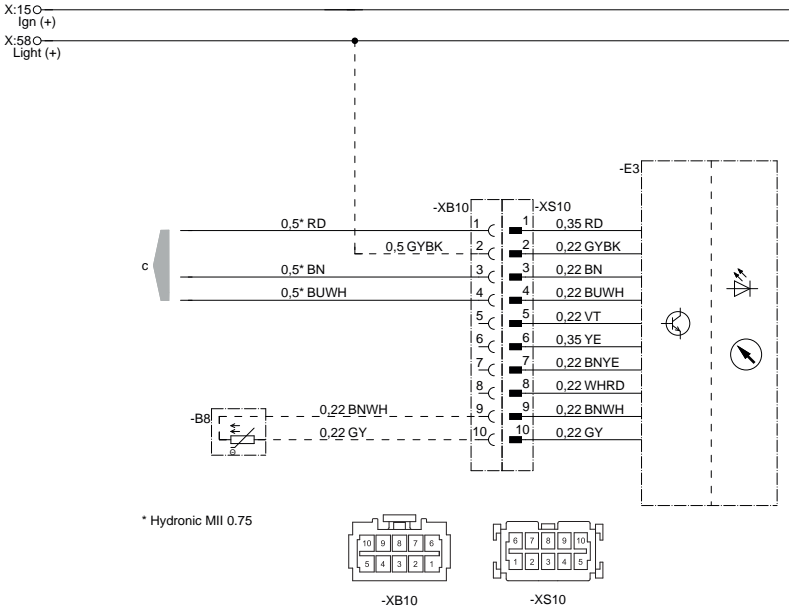 X:15
Ign (+)
X:58
Light (+)
-E3
-XB10 -XS10
0,5* RD 1 1 0,35 RD
0,5 GYBK 2 2 0,22 GYBK
c
0,5* BN 3 3 0,22 BN
0,5* BUWH 4 4 0,22 BUWH
5 5 0,22 VT
6 6 0,35 YE
7 7 0,22 BNYE
8 8 0,22 WHRD
-B8 0,22 BNWH 9 9 0,22 BNWH
0,22 GY 10 10 0,22 GY
* Hydronic MII 0.75
10 9 8 7 6
5 4 3 2 1
-XB10
6 7 8 9 10
1 2 3 4 5
-XS10